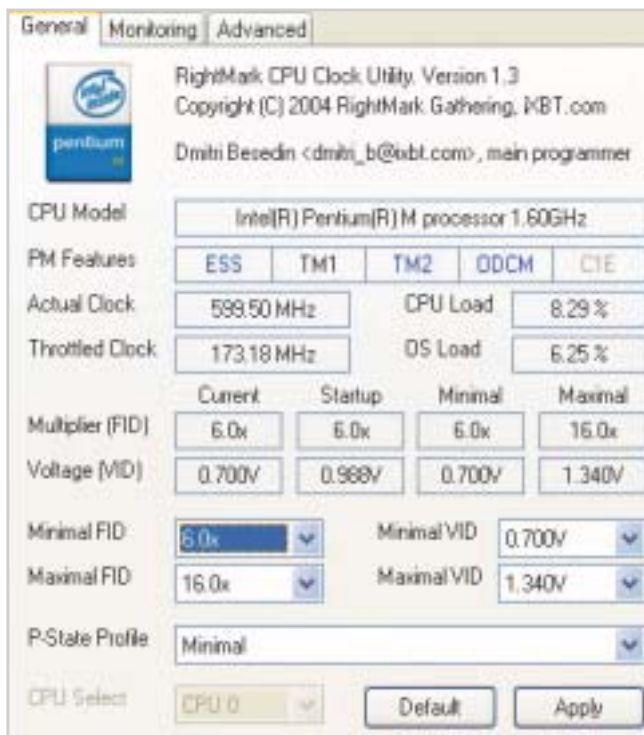 General Monitoring Advanced
RightMark CPU Clock Utility. Version 1.3
Copyright (C) 2004 RightMark Gathering, iXBT.com
Dmitri Besedin <dmitri_b@ixbt.com>, main programmer
intel inside
pentium M
CPU Model Intel(R) Pentium(R) M processor 1.60GHz
PM Features ESS TM1 TM2 ODCM C1E
Actual Clock 599.50 MHz CPU Load 8.29 %
Throttled Clock 173.18 MHz OS Load 6.25 %
Current Startup Minimal Maximal
Multiplier (FID) 6.0x 6.0x 6.0x 16.0x
Voltage (VID) 0.700V 0.988V 0.700V 1.340V
Minimal FID 6.0x Minimal VID 0.700V
Maximal FID 16.0x Maximal VID 1.340V
P-State Profile Minimal
CPU Select CPU 0 Default Apply